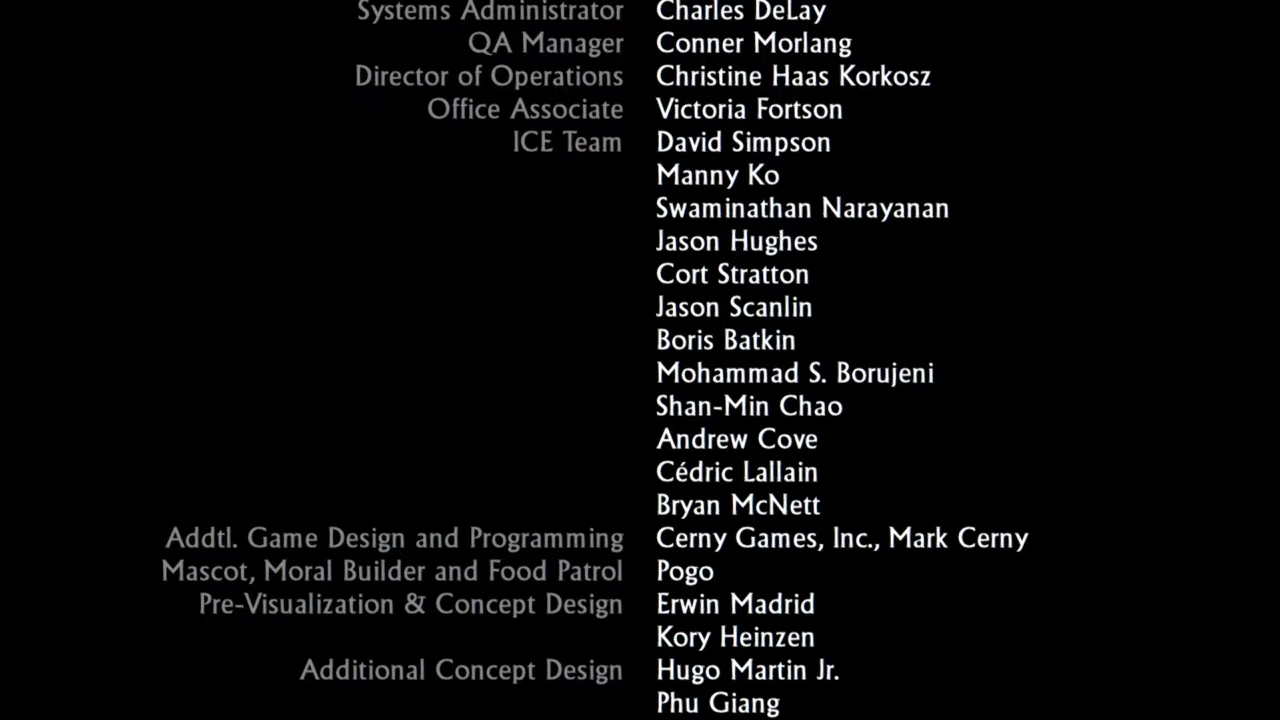 Systems Administrator Charles DeLay
QA Manager Conner Morlang
Director of Operations Christine Haas Korkosz
Office Associate Victoria Fortson
ICE Team David Simpson
Manny Ko
Swaminathan Narayanan
Jason Hughes
Cort Stratton
Jason Scanlin
Boris Batkin
Mohammad S. Borujeni
Shan-Min Chao
Andrew Cove
Cédric Lallain
Bryan McNett
Addtl. Game Design and Programming Cerny Games, Inc., Mark Cerny
Mascot, Moral Builder and Food Patrol Pogo
Pre-Visualization & Concept Design Erwin Madrid
Kory Heinzen
Additional Concept Design Hugo Martin Jr.
Phu Giang